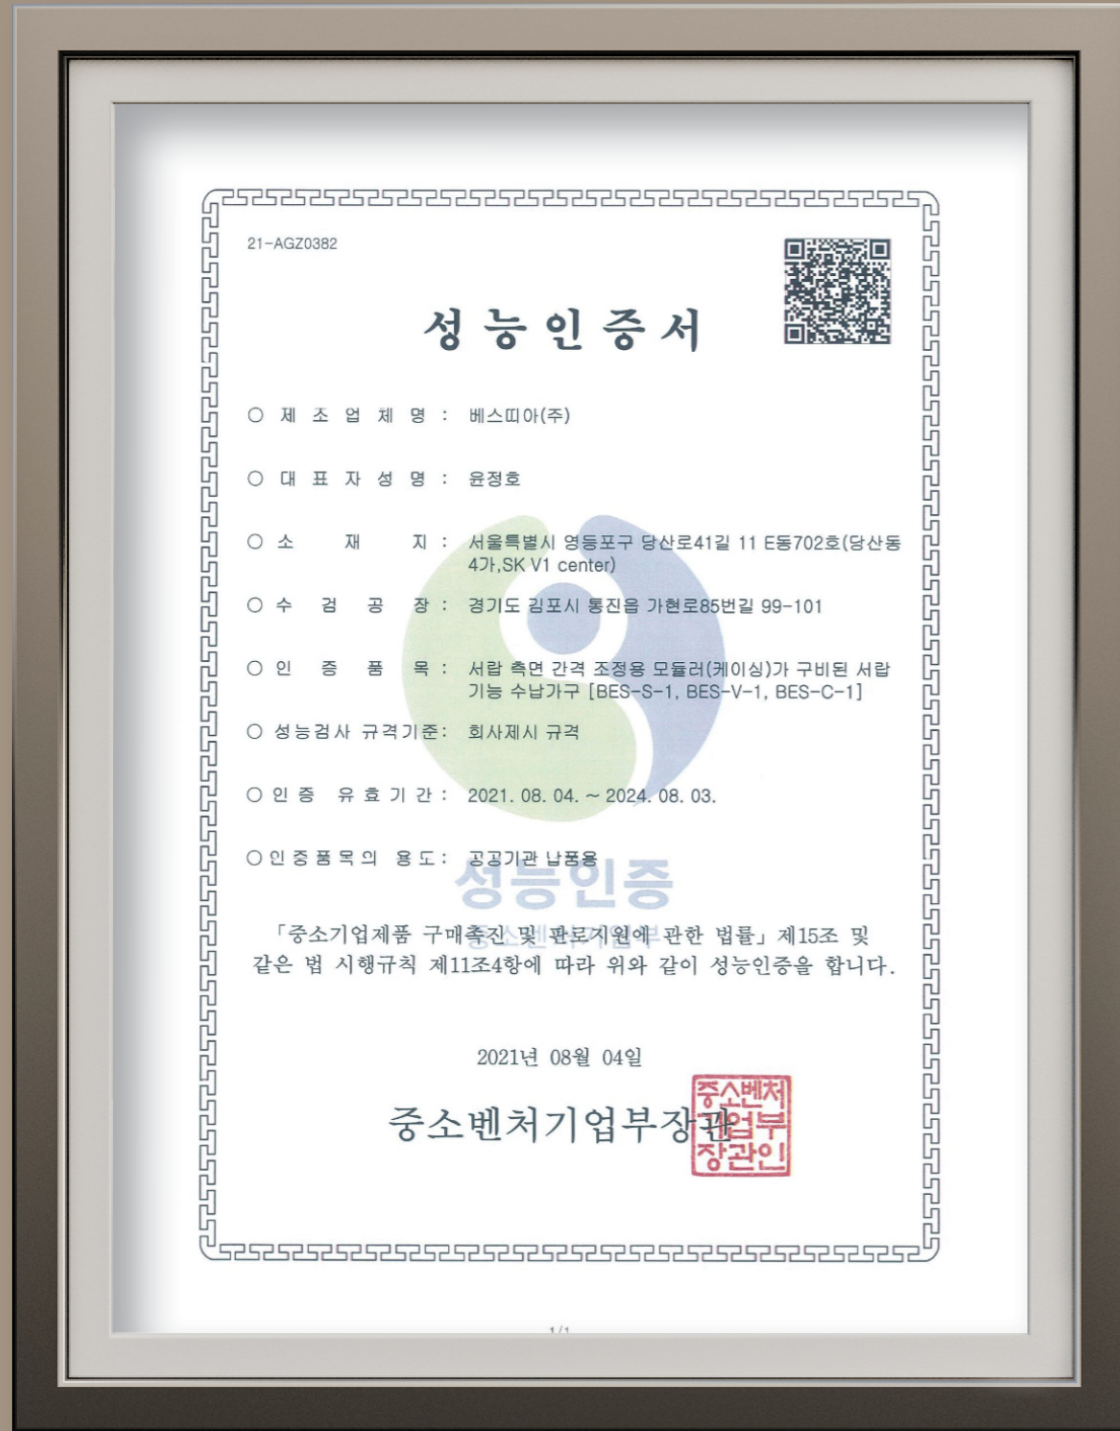 21-AGZ0382
성능인증서
○ 제조업체명 : 베스띠아(주)
○ 대표자성명 : 윤정호
○ 소재지 : 서울특별시 영등포구 당산로41길 11 E동702호(당산동
4가,SK V1 center)
○ 수검공장 : 경기도 김포시 통진읍 가현로85번길 99-101
○ 인증품목 : 서랍 측면 간격 조정용 모듈러(케이싱)가 구비된 서랍
기능 수납가구 [BES-S-1, BES-V-1, BES-C-1]
○ 성능검사 규격기준: 회사제시 규격
○ 인증 유효기간 : 2021. 08. 04. ~ 2024. 08. 03.
○ 인증품목의 용도: 공공기관 납품용
성능인증
중소벤처기업부
「중소기업제품 구매촉진 및 판로지원에 관한 법률」 제15조 및
같은 법 시행규칙 제11조4항에 따라 위와 같이 성능인증을 합니다.
2021년 08월 04일
중소벤처기업부장관
중소벤처
기업부
장관인
1/1